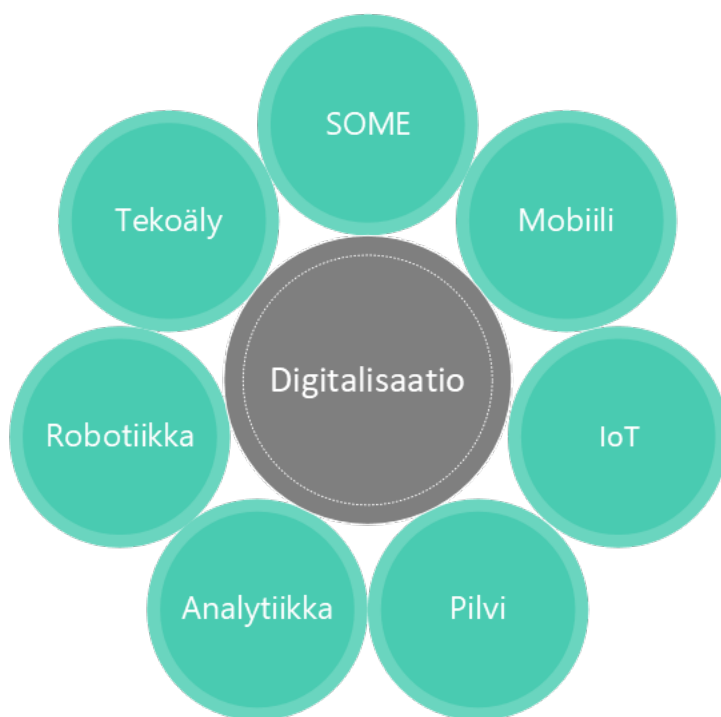 SOME
Tekoäly
Mobiili
Digitalisaatio
Robotiikka
IoT
Analytiikka
Pilvi